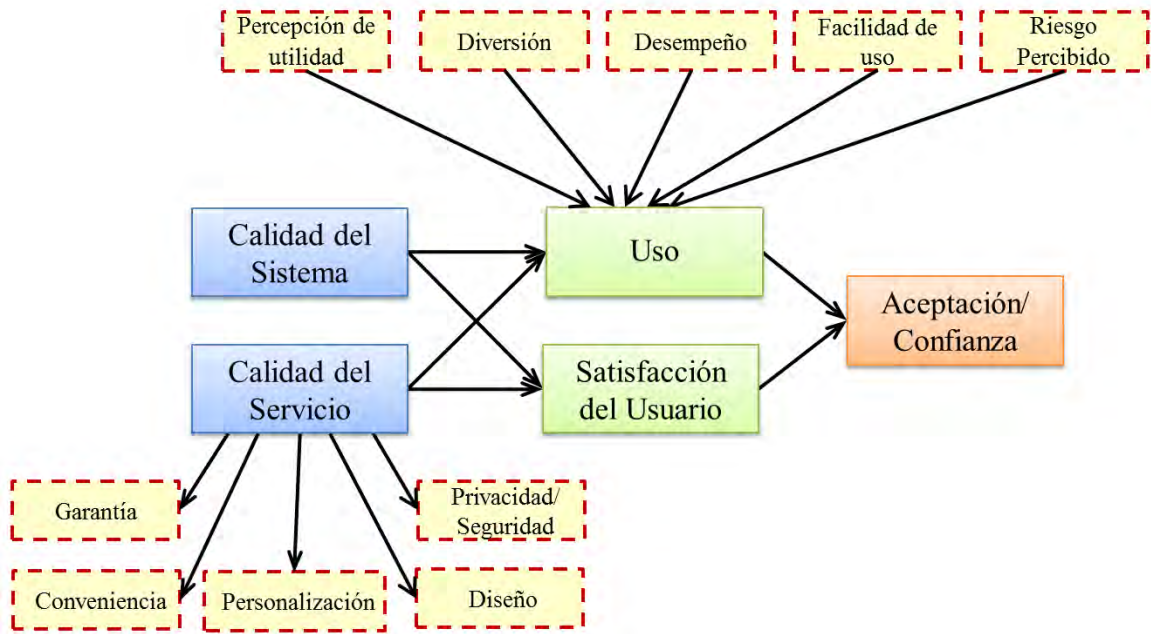 Percepción de
utilidad
Diversión
Desempeño
Facilidad de
uso
Riesgo
Percibido
Calidad del
Sistema
Uso
Aceptación/
Confianza
Calidad del
Servicio
Satisfacción
del Usuario
Garantía
Privacidad/
Seguridad
Conveniencia
Personalización
Diseño